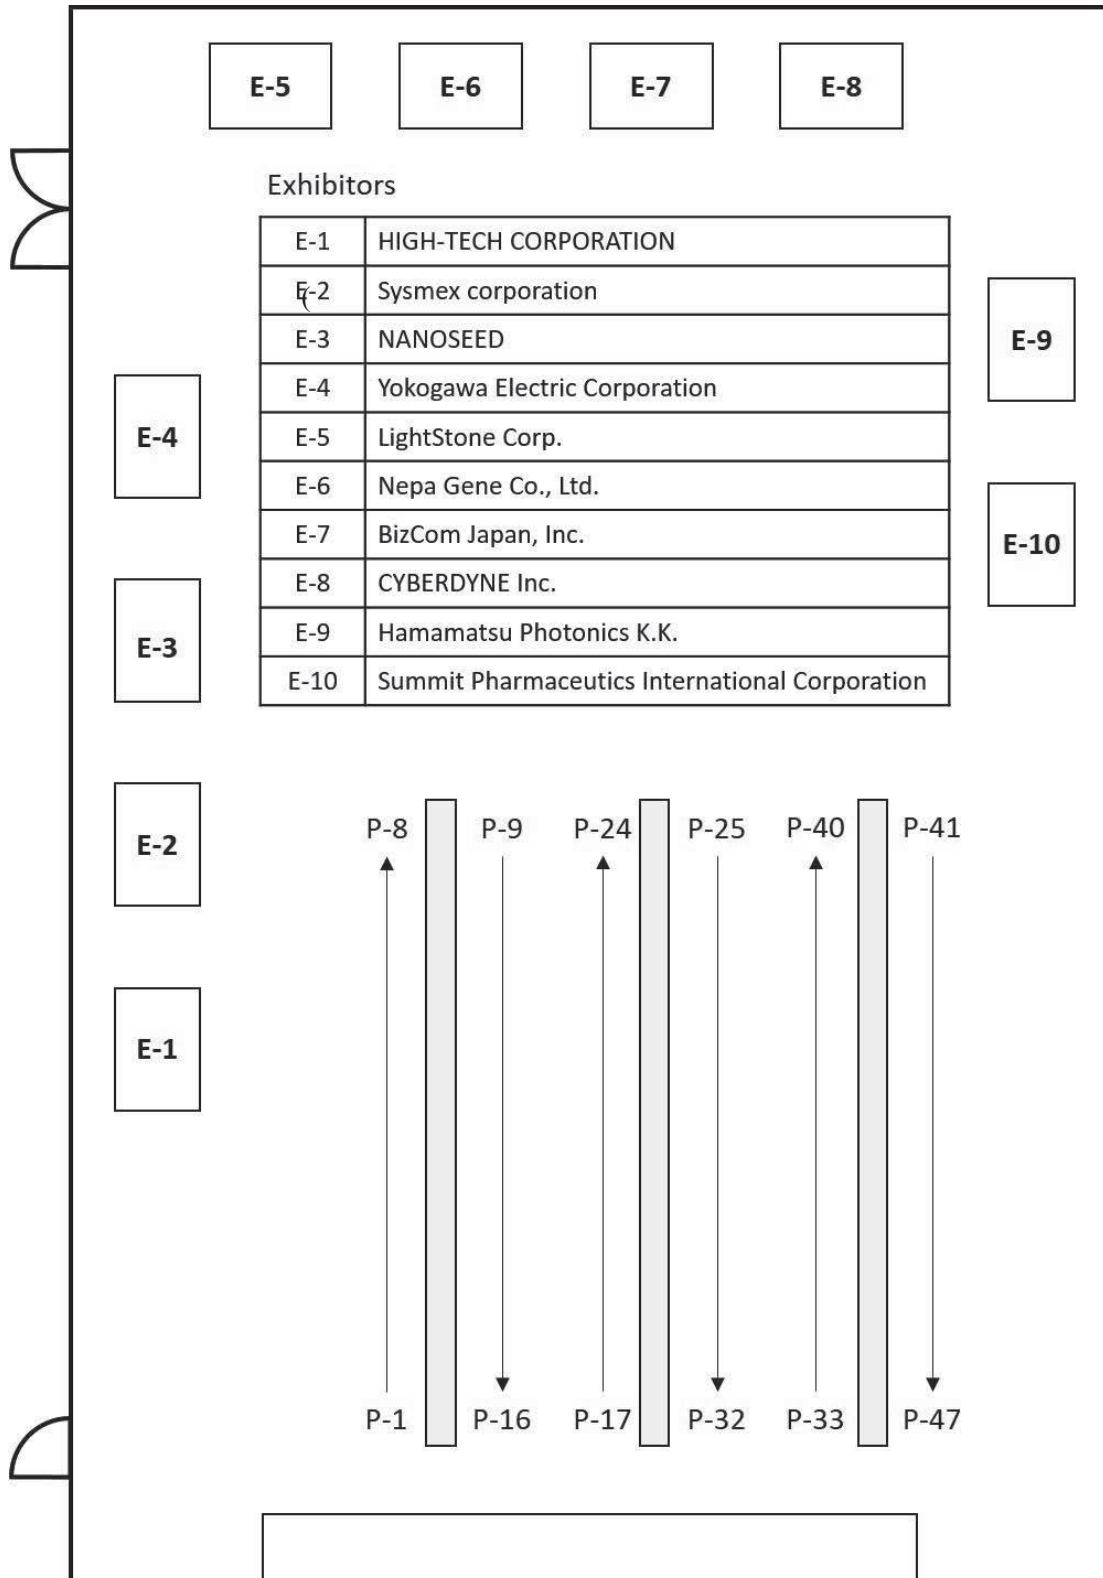 E-5 E-6 E-7 E-8
Exhibitors
E-1 HIGH-TECH CORPORATION
E-2 Sysmex corporation
E-3 NANOSEED
E-4 Yokogawa Electric Corporation
E-5 LightStone Corp.
E-6 Nepa Gene Co., Ltd.
E-7 BizCom Japan, Inc.
E-8 CYBERDYNE Inc.
E-9 Hamamatsu Photonics K.K.
E-10 Summit Pharmaceutics International Corporation
E-9
E-4
E-10
E-3
E-2
E-1
P-8 P-9 P-24 P-25 P-40 P-41
P-1 P-16 P-17 P-32 P-33 P-47